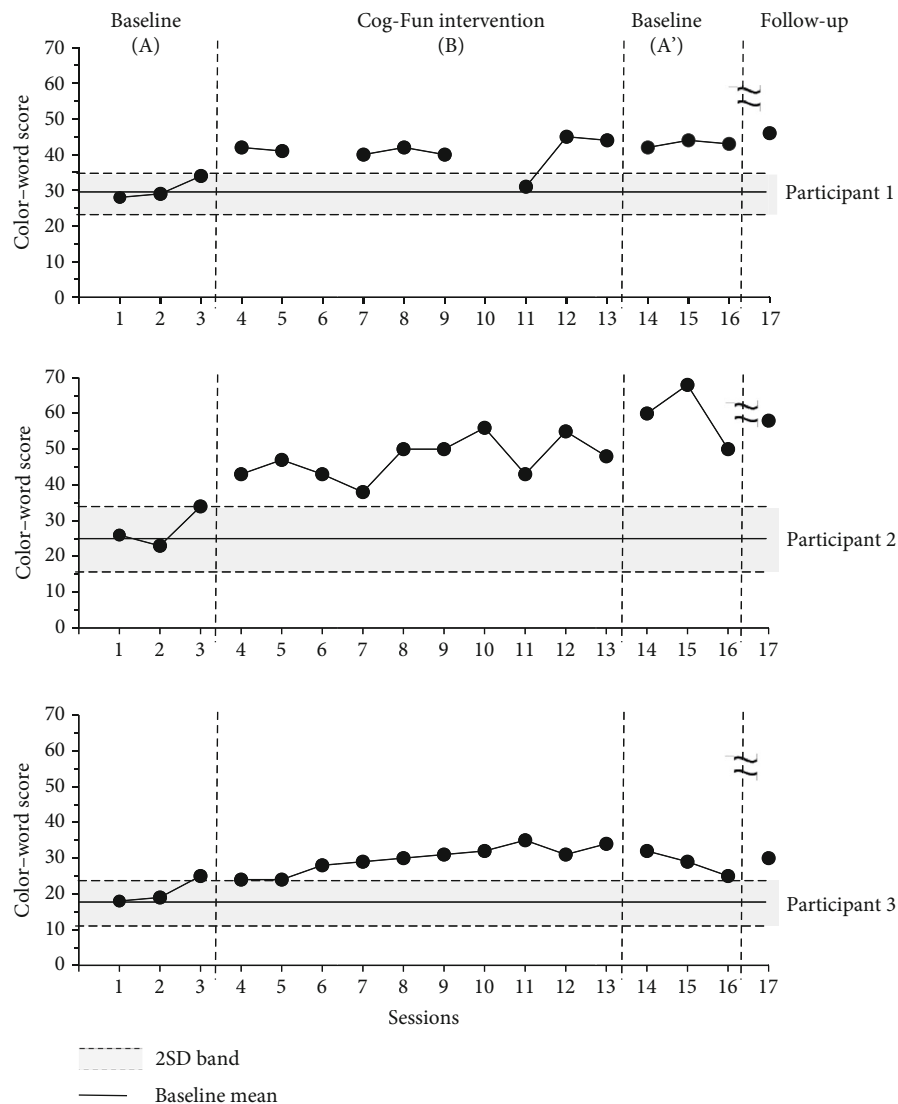 Baseline
(A)
Cog-Fun intervention
(B)
Baseline
(A’)
Follow-up
Color–word score
70
60
50
40
30
20
10
0
1 2 3 4 5 6 7 8 9 10 11 12 13 14 15 16 17
Participant 1
Color–word score
70
60
50
40
30
20
10
0
1 2 3 4 5 6 7 8 9 10 11 12 13 14 15 16 17
Participant 2
Color–word score
70
60
50
40
30
20
10
0
1 2 3 4 5 6 7 8 9 10 11 12 13 14 15 16 17
Participant 3
Sessions
2SD band
Baseline mean